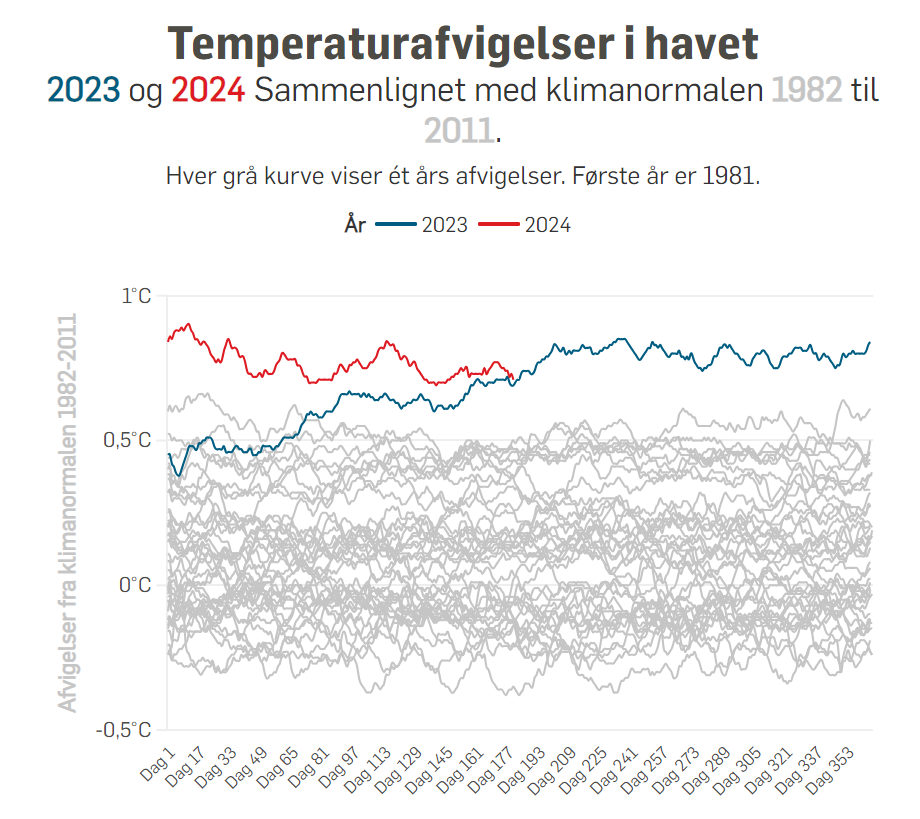 Temperaturafvigelser i havet
2023 og 2024 Sammenlignet med klimanormalen 1982 til
2011.
Hver grå kurve viser ét års afvigelser. Første år er 1981.
År 2023 2024
Afvigelser fra klimanormalen 1982-2011
1°C
0,5°C
0°C
-0,5°C
Dag 1
Dag 17
Dag 33
Dag 49
Dag 65
Dag 81
Dag 97
Dag 113
Dag 129
Dag 145
Dag 161
Dag 177
Dag 193
Dag 209
Dag 225
Dag 241
Dag 257
Dag 273
Dag 289
Dag 305
Dag 321
Dag 337
Dag 353